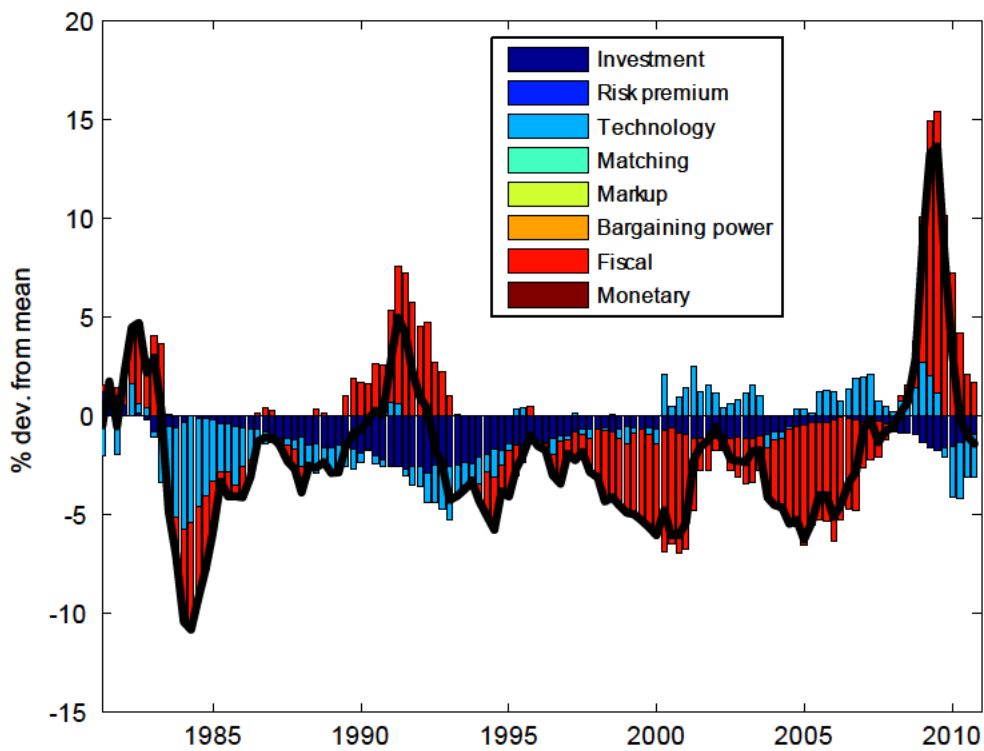 20
15
10
5
0
-5
-10
-15
% dev. from mean
Investment
Risk premium
Technology
Matching
Markup
Bargaining power
Fiscal
Monetary
1985 1990 1995 2000 2005 2010